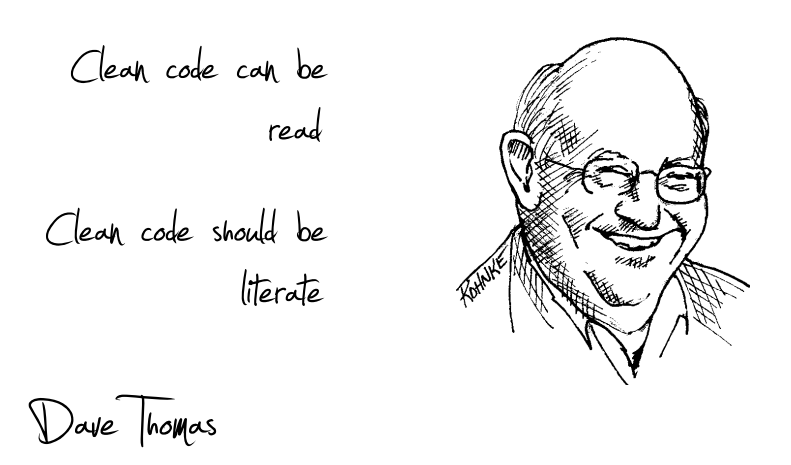 Clean code can be
read
Clean code should be
literate
ROHNKE
Dave Thomas